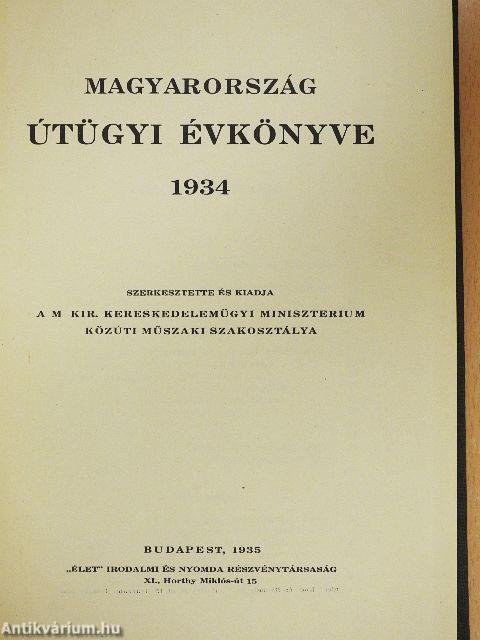 MAGYARORSZÁG
ÚTÜGYI ÉVKÖNYVE
1934
SZERKESZTETTE ÉS KIADJA
A M KIR. KERESKEDELEMÜGYI MINISZTERIUM
KÖZÚTI MŰSZAKI SZAKOSZTÁLYA
BUDAPEST, 1935
„ÉLET" IRODALMI ÉS NYOMDA RÉSZVÉNYTÁRSASÁG
XI., Horthy Miklós-út 15
Antikvárium.hu